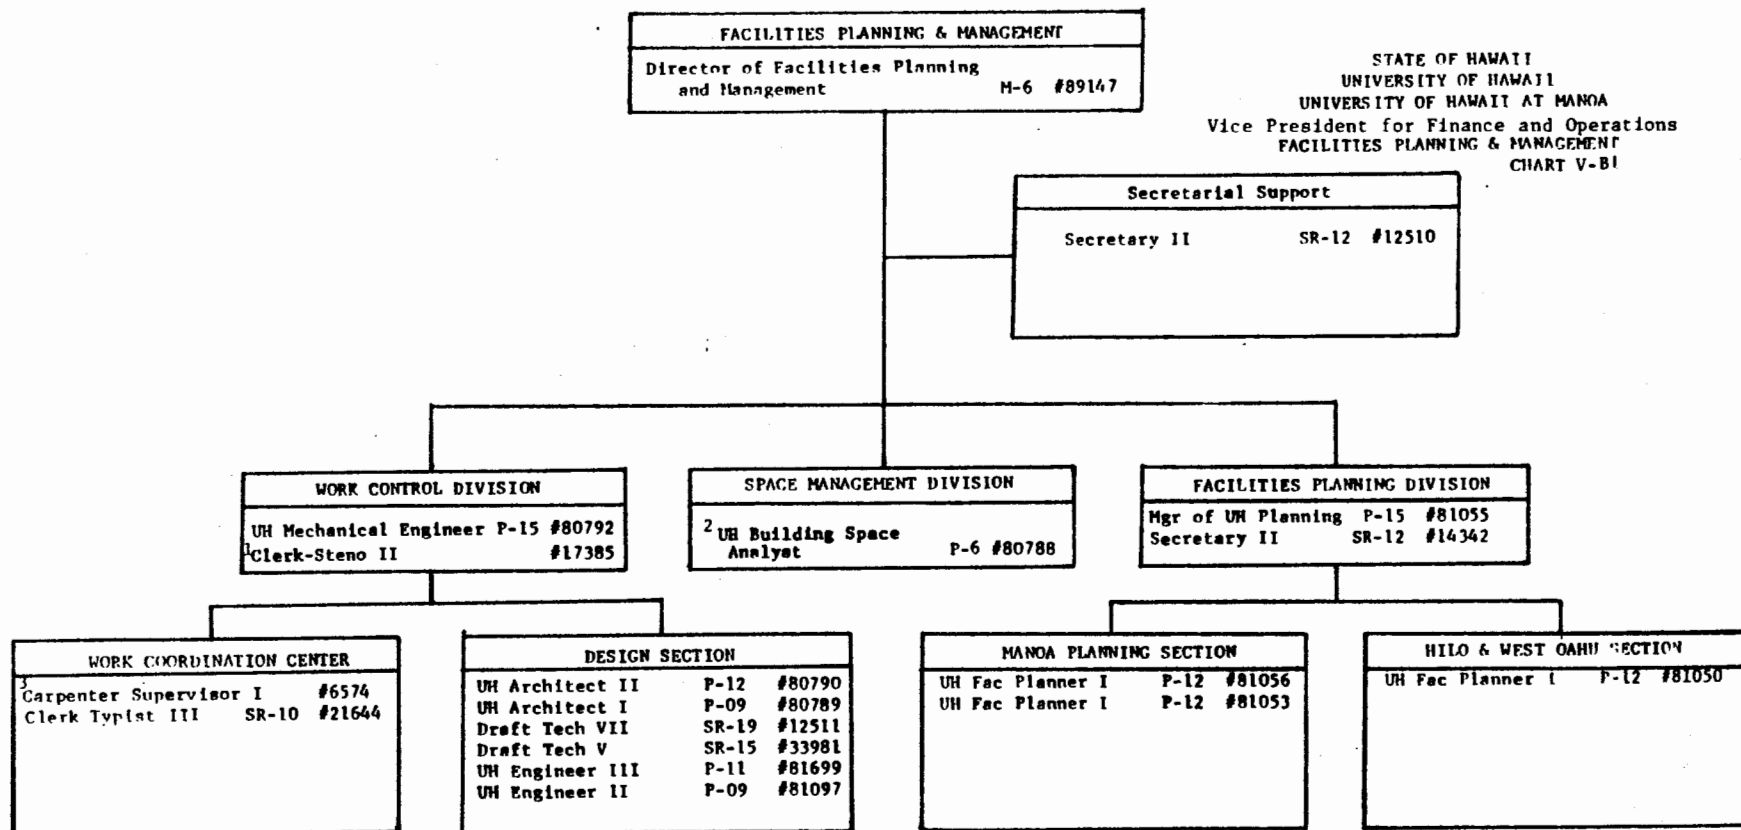 FACILITIES PLANNING & MANAGEMENT
Director of Facilities Planning
and Management M-6 #89147
STATE OF HAWAII
UNIVERSITY OF HAWAII
UNIVERSITY OF HAWAII AT MANOA
Vice President for Finance and Operations
FACILITIES PLANNING & MANAGEMENT
CHART V-BI
Secretarial Support
Secretary II SR-12 #12510
WORK CONTROL DIVISION
UH Mechanical Engineer P-15 #80792
1 Clerk-Steno II #17385
SPACE MANAGEMENT DIVISION
2 UH Building Space
Analyst P-6 #80788
FACILITIES PLANNING DIVISION
Mgr of UH Planning P-15 #81055
Secretary II SR-12 #14342
WORK COORDINATION CENTER
3
Carpenter Supervisor I #6574
Clerk Typist III SR-10 #21644
DESIGN SECTION
UH Architect II P-12 #80790
UH Architect I P-09 #80789
Draft Tech VII SR-19 #12511
Draft Tech V SR-15 #33981
UH Engineer III P-11 #81699
UH Engineer II P-09 #81097
MANOA PLANNING SECTION
UH Fac Planner I P-12 #81056
UH Fac Planner I P-12 #81053
HILO & WEST OAHU SECTION
UH Fac Planner I P-12 #81050